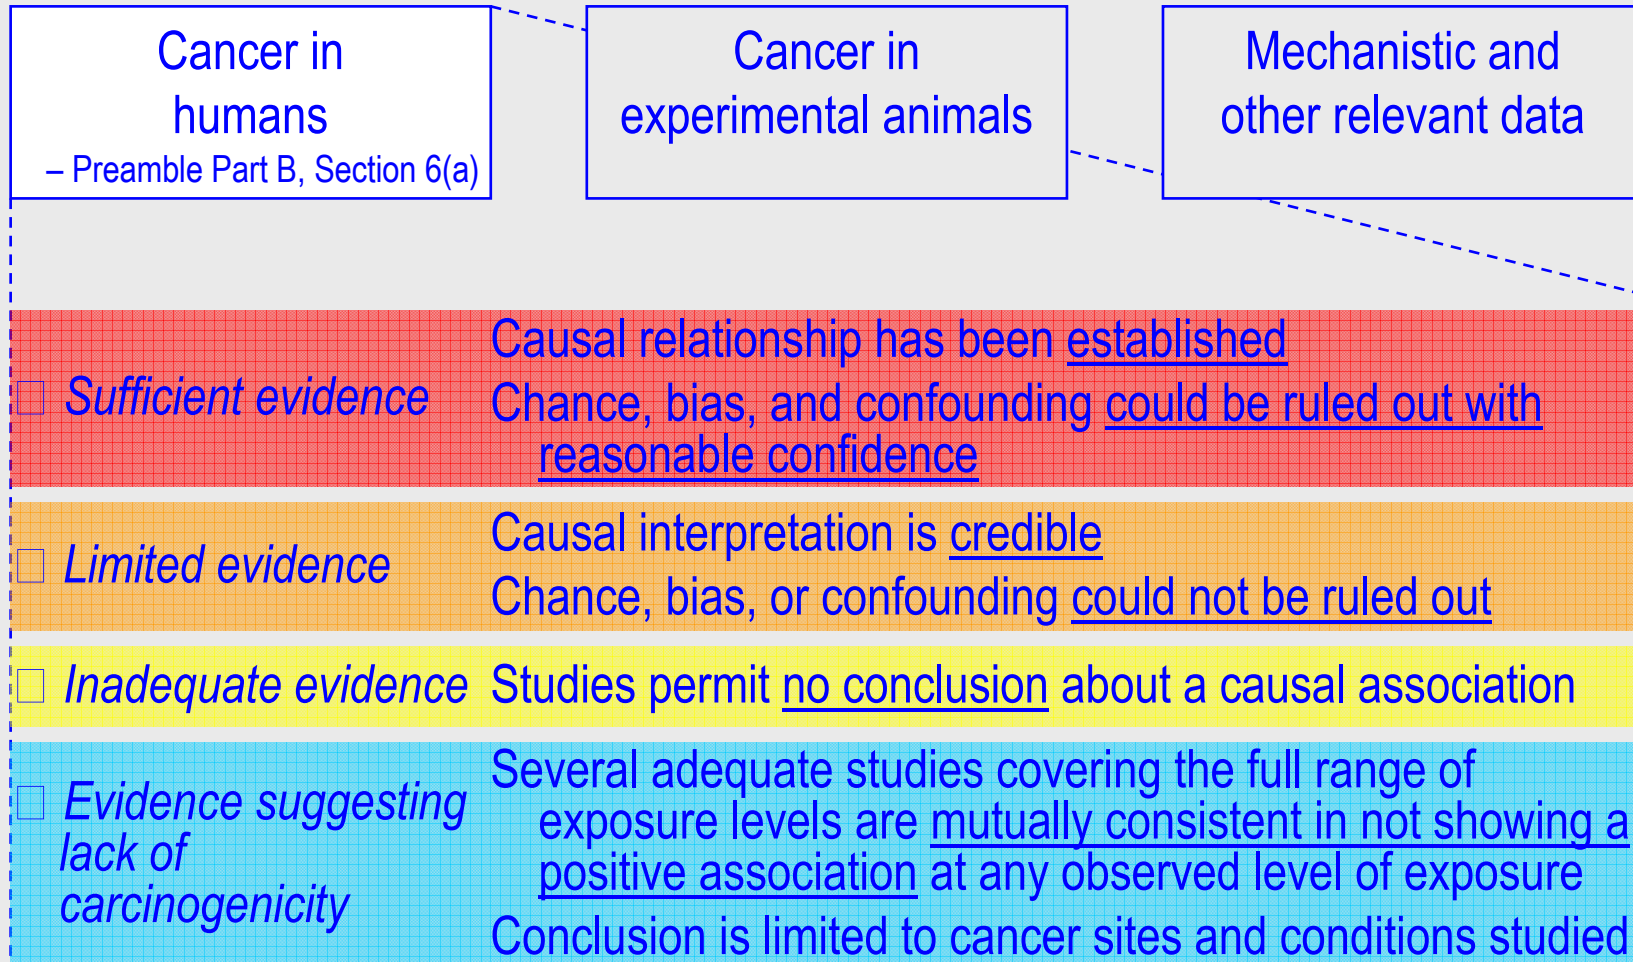 Cancer in
humans
– Preamble Part B, Section 6(a)
Cancer in
experimental animals
Mechanistic and
other relevant data
Sufficient evidence
Causal relationship has been established
Chance, bias, and confounding could be ruled out with
reasonable confidence
Limited evidence
Causal interpretation is credible
Chance, bias, or confounding could not be ruled out
Inadequate evidence
Studies permit no conclusion about a causal association
Evidence suggesting
lack of
carcinogenicity
Several adequate studies covering the full range of
exposure levels are mutually consistent in not showing a
positive association at any observed level of exposure
Conclusion is limited to cancer sites and conditions studied